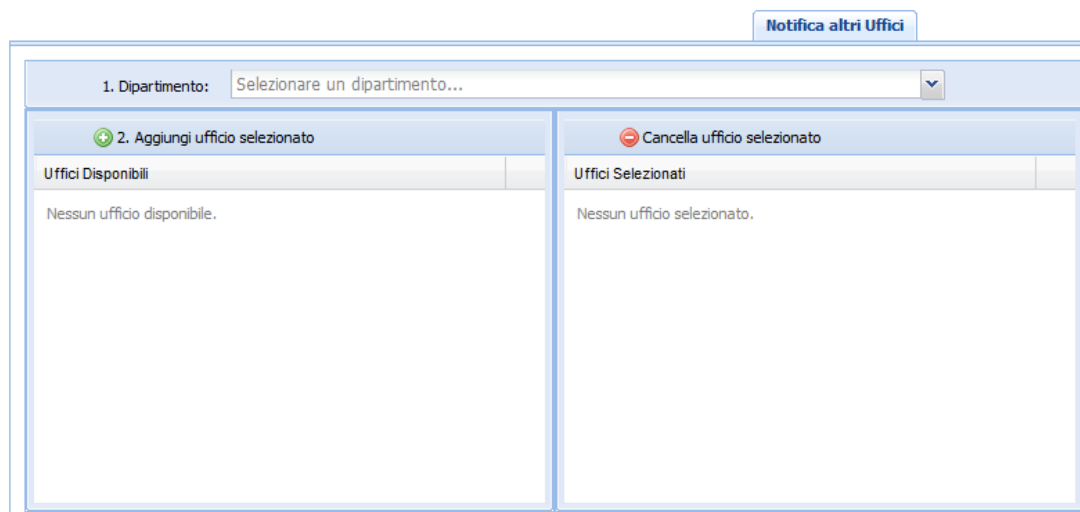 Notifica altri Uffici
1. Dipartimento: Selezionare un dipartimento...
2. Aggiungi ufficio selezionato
Cancella ufficio selezionato
Uffici Disponibili
Uffici Selezionati
Nessun ufficio disponibile.
Nessun ufficio selezionato.